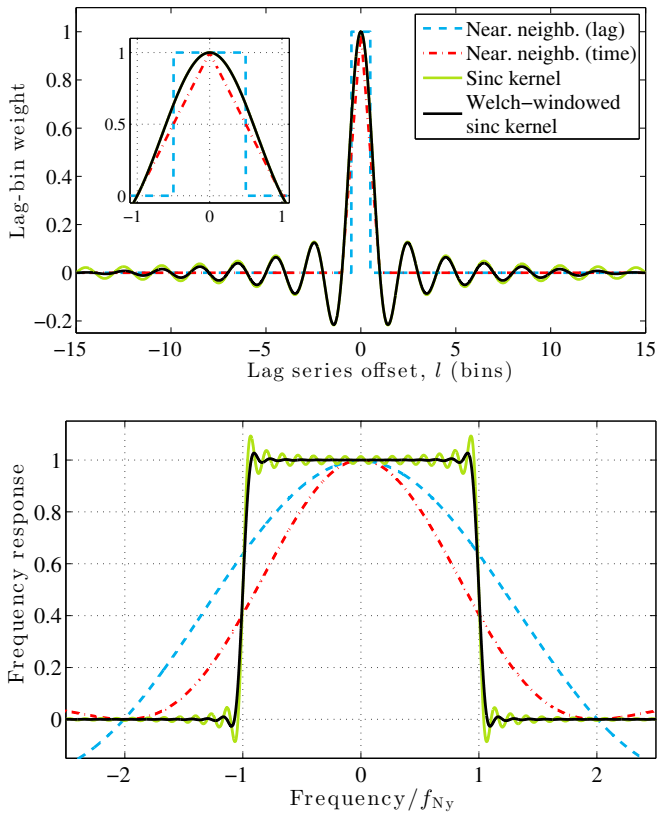 Near. neighb. (lag)
Near. neighb. (time)
Sinc kernel
Welch−windowed
sinc kernel
Lag-bin weight
1
0.8
0.6
0.4
0.2
0
−0.2
1
0.5
0
−1 0 1
−15 −10 −5 0 5 10 15
Lag series offset, l (bins)
Frequency response
1
0.8
0.6
0.4
0.2
0
−2 −1 0 1 2
Frequency/fNy